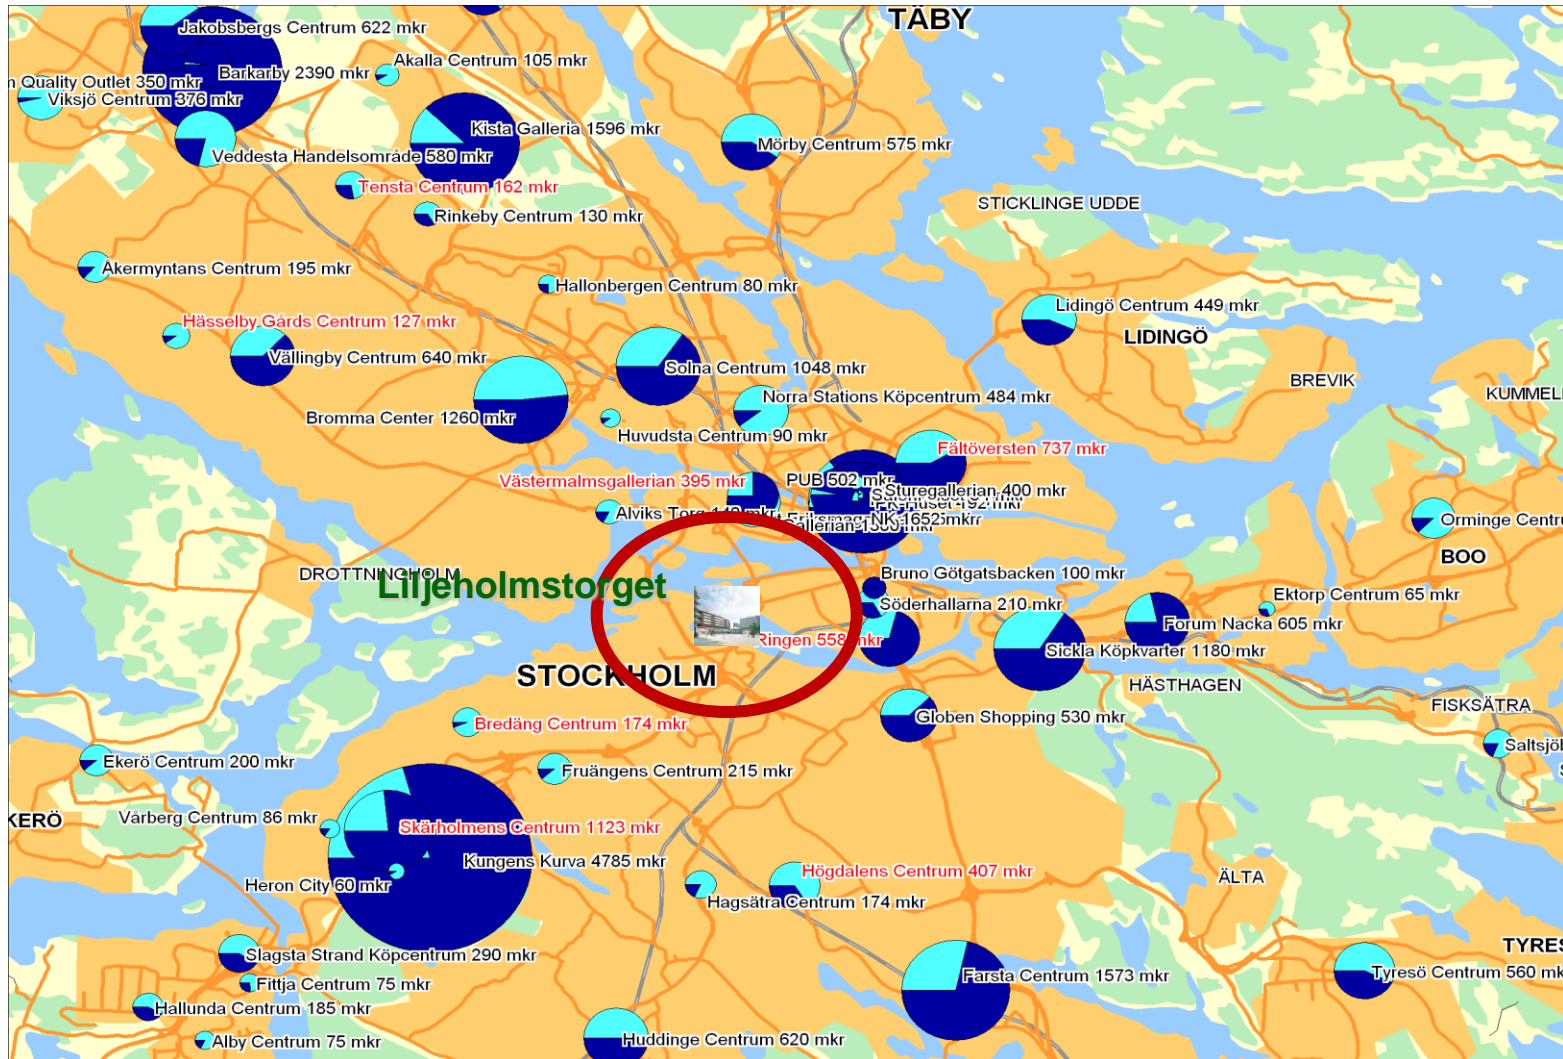 TÄBY
Jakobsbergs Centrum 622 mkr
Akalla Centrum 105 mkr
Barkarby 2390 mkr
Quality Outlet 350 mkr
Viksjö Centrum 376 mkr
Kista Galleria 1596 mkr
Mörby Centrum 575 mkr
Veddesta Handelsområde 580 mkr
Tensta Centrum 162 mkr
STICKLINGE UDDE
Rinkeby Centrum 130 mkr
Åkermyntans Centrum 195 mkr
Hallonbergen Centrum 80 mkr
Lidingö Centrum 449 mkr
Hässelby Gårds Centrum 127 mkr
LIDINGÖ
Vällingby Centrum 640 mkr
Solna Centrum 1048 mkr
BREVIK
KUMMEL
Norra Stations Köpcentrum 484 mkr
Bromma Center 1260 mkr
Huvudsta Centrum 90 mkr
Fältöversten 737 mkr
Västermalmsgallerian 395 mkr
PUB 502 mkr
Sturegallerian 400 mkr
Alviks Torg
NK 1652
Orminge Centru
BOO
DROTTNINGHOLM
Liljeholmstorget
Bruno Götgatsbacken 100 mkr
Ektorp Centrum 65 mkr
Söderhallarna 210 mkr
Forum Nacka 605 mkr
Ringen 558 mkr
Sickla Köpkvarter 1180 mkr
STOCKHOLM
HÄSTHAGEN
FISKSÄTRA
Globen Shopping 530 mkr
Bredäng Centrum 174 mkr
Saltsjö
Ekerö Centrum 200 mkr
Fruängens Centrum 215 mkr
KERÖ
Vårberg Centrum 86 mkr
Skärholmens Centrum 1123 mkr
Kungens Kurva 4785 mkr
Högdalens Centrum 407 mkr
ÄLTA
Heron City 60 mkr
Hagsätra Centrum 174 mkr
TYRES
Slagsta Strand Köpcentrum 290 mkr
Farsta Centrum 1573 mkr
Tyresö Centrum 560 mk
Fittja Centrum 75 mkr
Hallunda Centrum 185 mkr
Huddinge Centrum 620 mkr
Alby Centrum 75 mkr